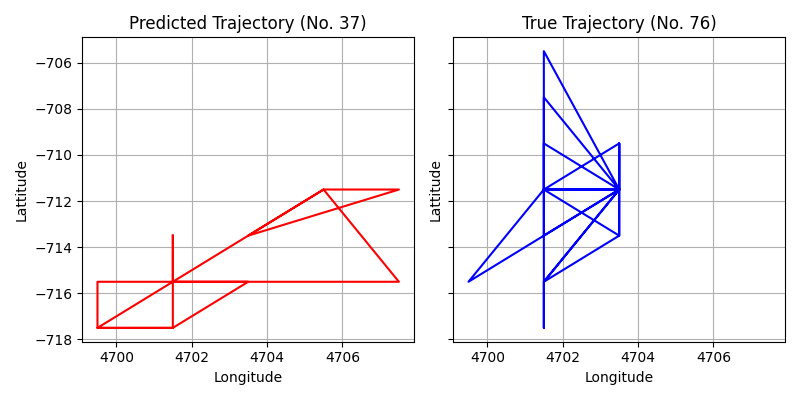 Predicted Trajectory (No. 37)
True Trajectory (No. 76)
Lattitude
−706
−708
−710
−712
−714
−716
−718
4700
4702
4704
4706
Longitude
Lattitude
4700
4702
4704
4706
Longitude